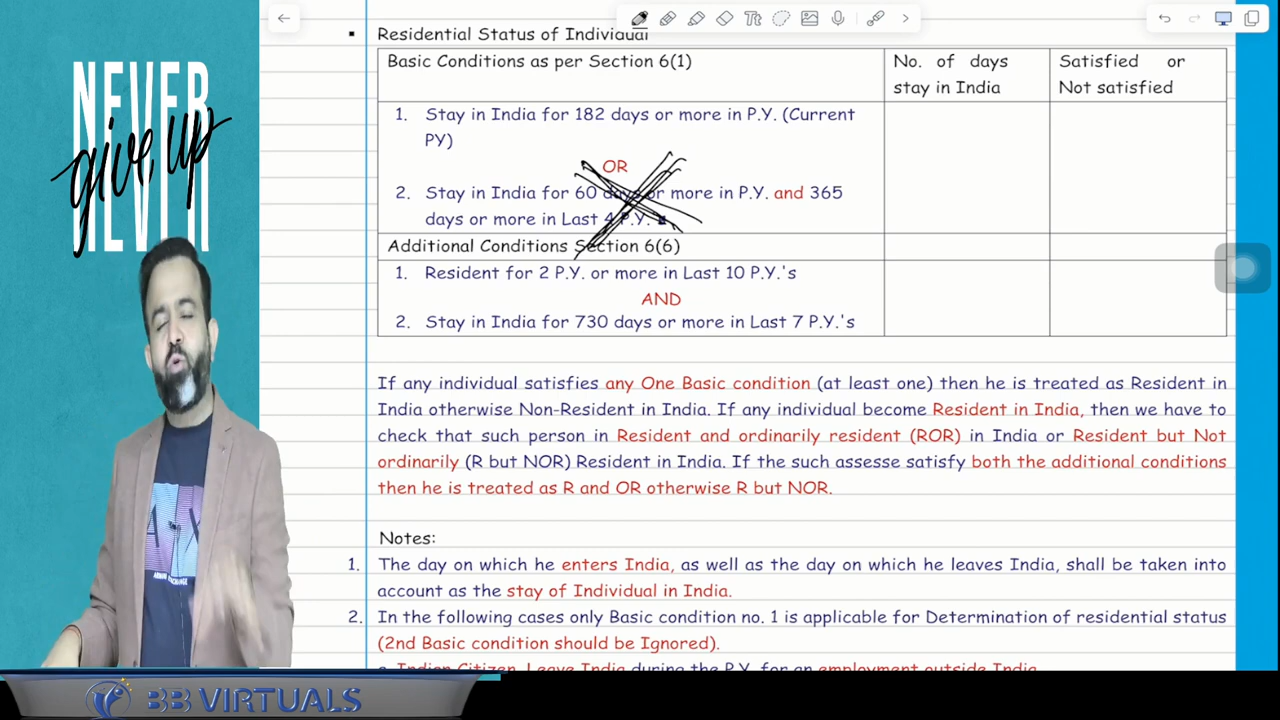 NEVER
give up
NEVER
Residential Status of Individual
Basic Conditions as per Section 6(1)
No. of days stay in India
Satisfied or Not satisfied
1. Stay in India for 182 days or more in P.Y. (Current
PY)
OR
2. Stay in India for 60 days or more in P.Y. and 365
days or more in Last 4 P.Y.
Additional Conditions Section 6(6)
1. Resident for 2 P.Y. or more in Last 10 P.Y.'s
AND
2. Stay in India for 730 days or more in Last 7 P.Y.'s
If any individual satisfies any One Basic condition (at least one) then he is treated as Resident in
India otherwise Non-Resident in India. If any individual become Resident in India, then we have to
check that such person in Resident and ordinarily resident (ROR) in India or Resident but Not
ordinarily (R but NOR) Resident in India. If the such assesse satisfy both the additional conditions
then he is treated as R and OR otherwise R but NOR.
Notes:
1. The day on which he enters India, as well as the day on which he leaves India, shall be taken into
account as the stay of Individual in India.
2. In the following cases only Basic condition no. 1 is applicable for Determination of residential status
(2nd Basic condition should be Ignored).
a. Indian Citizen, Leave India during the P.Y. for an employment outside India
BB VIRTUALS